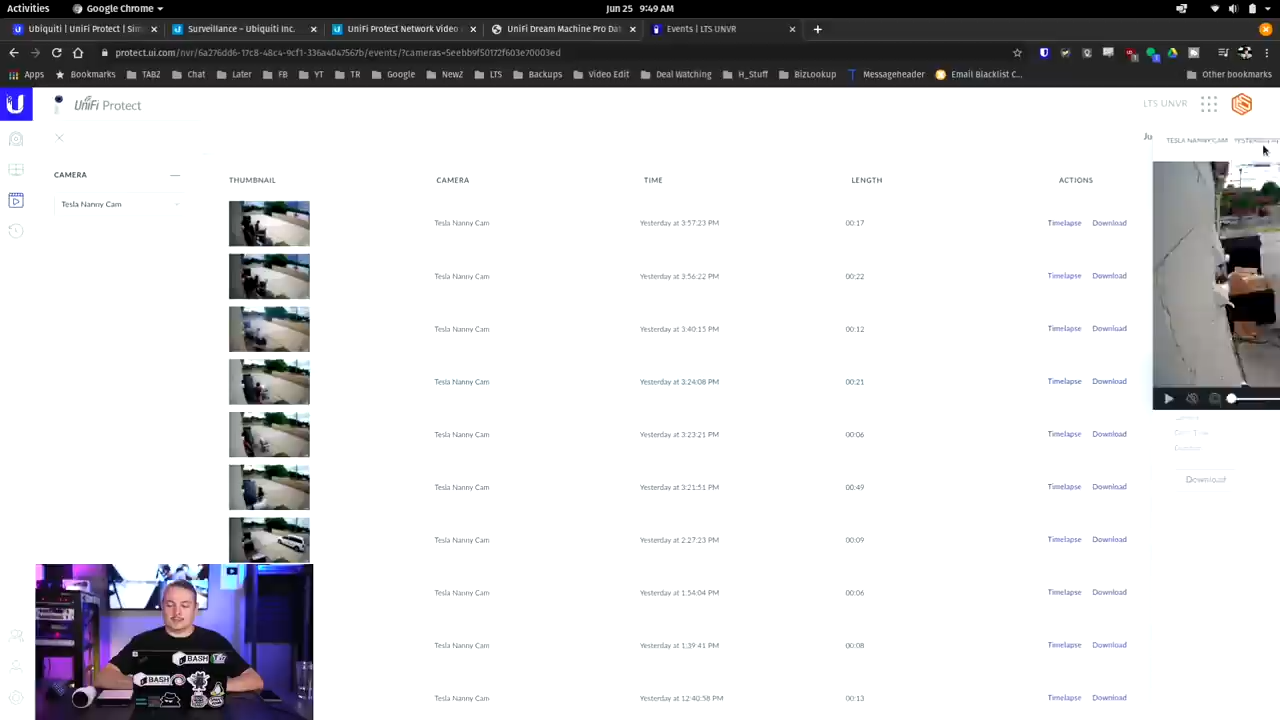 Activities Google Chrome Jun 25 9:49 AM
Ubiquiti | UniFi Protect | Sim
Surveillance – Ubiquiti Inc.
UniFi Protect Network Video
UniFi Dream Machine Pro Dat
Events | LTS UNVR
protect.ui.com/nvr/6a276dd6-17c8-48c4-9cf1-336a4047567b/events/?cameras=5eebb9f50172f603e70003ed
Apps Bookmarks TABZ Chat Later FB YT TR Google NewZ LTS Backups Video Edit Deal Watching H_Stuff BizLookup Messageheader Email Blacklist C... Other bookmarks
UniFi Protect LTS UNVR
TESLA NANNY CAM
CAMERA
Tesla Nanny Cam
THUMBNAIL CAMERA TIME LENGTH ACTIONS
Tesla Nanny Cam Yesterday at 3:57:23 PM 00:17 Timelapse Download
Tesla Nanny Cam Yesterday at 3:56:22 PM 00:22 Timelapse Download
Tesla Nanny Cam Yesterday at 3:40:15 PM 00:12 Timelapse Download
Tesla Nanny Cam Yesterday at 3:24:08 PM 00:21 Timelapse Download
Tesla Nanny Cam Yesterday at 3:23:21 PM 00:06 Timelapse Download
Tesla Nanny Cam Yesterday at 3:21:51 PM 00:49 Timelapse Download
Tesla Nanny Cam Yesterday at 2:27:23 PM 00:09 Timelapse Download
Tesla Nanny Cam Yesterday at 1:54:04 PM 00:06 Timelapse Download
Tesla Nanny Cam Yesterday at 1:39:41 PM 00:08 Timelapse Download
Tesla Nanny Cam Yesterday at 12:40:58 PM 00:13 Timelapse Download
Download
BASH